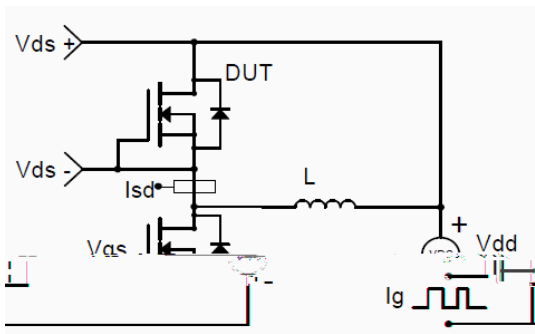 Vds +
DUT
Vds -
Isd
L
Vgs
+
Vdd
Ig